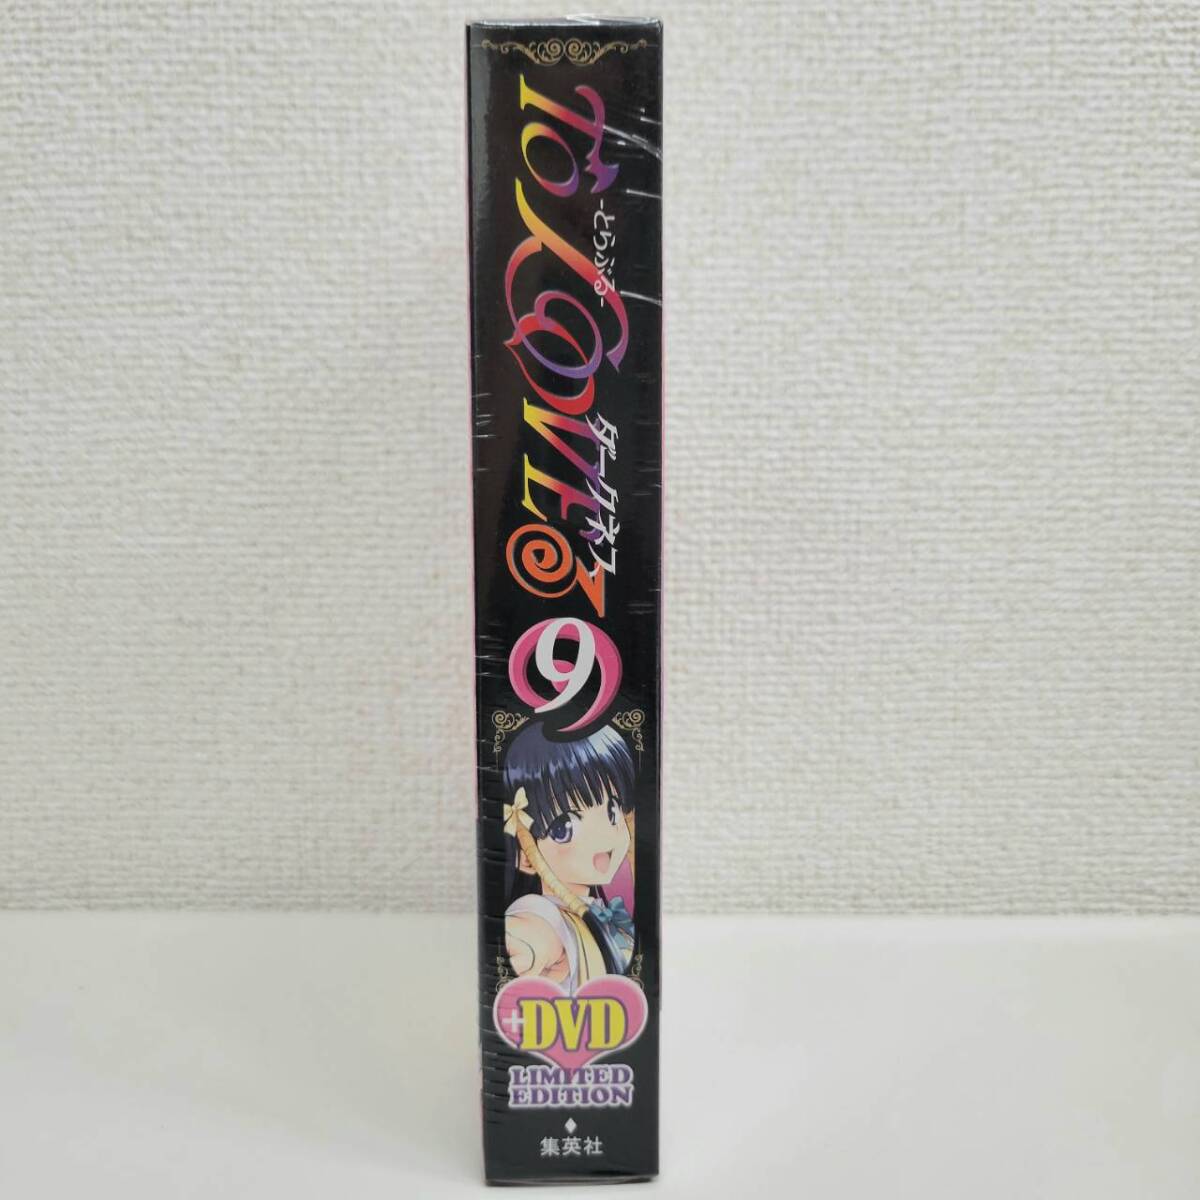 To LOVEる
-とらぶる-
ダークネス
9
+DVD
LIMITED
EDITION
集英社